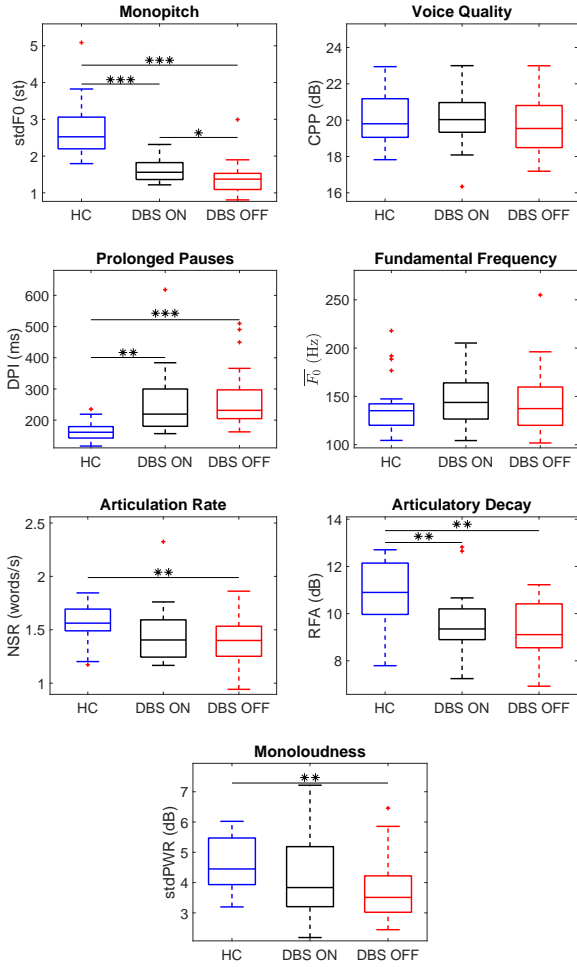 Monopitch
5
4
3
2
1
stdF0 (st)
***
***
*
HC
DBS ON
DBS OFF
Voice Quality
24
22
20
18
16
CPP (dB)
HC
DBS ON
DBS OFF
Prolonged Pauses
600
500
400
300
200
DPI (ms)
***
**
HC
DBS ON
DBS OFF
Fundamental Frequency
250
200
150
100
F0 (Hz)
HC
DBS ON
DBS OFF
Articulation Rate
2.5
2
1.5
1
NSR (words/s)
**
HC
DBS ON
DBS OFF
Articulatory Decay
14
12
10
8
RFA (dB)
**
**
HC
DBS ON
DBS OFF
Monoloudness
7
6
5
4
3
stdPWR (dB)
**
HC
DBS ON
DBS OFF